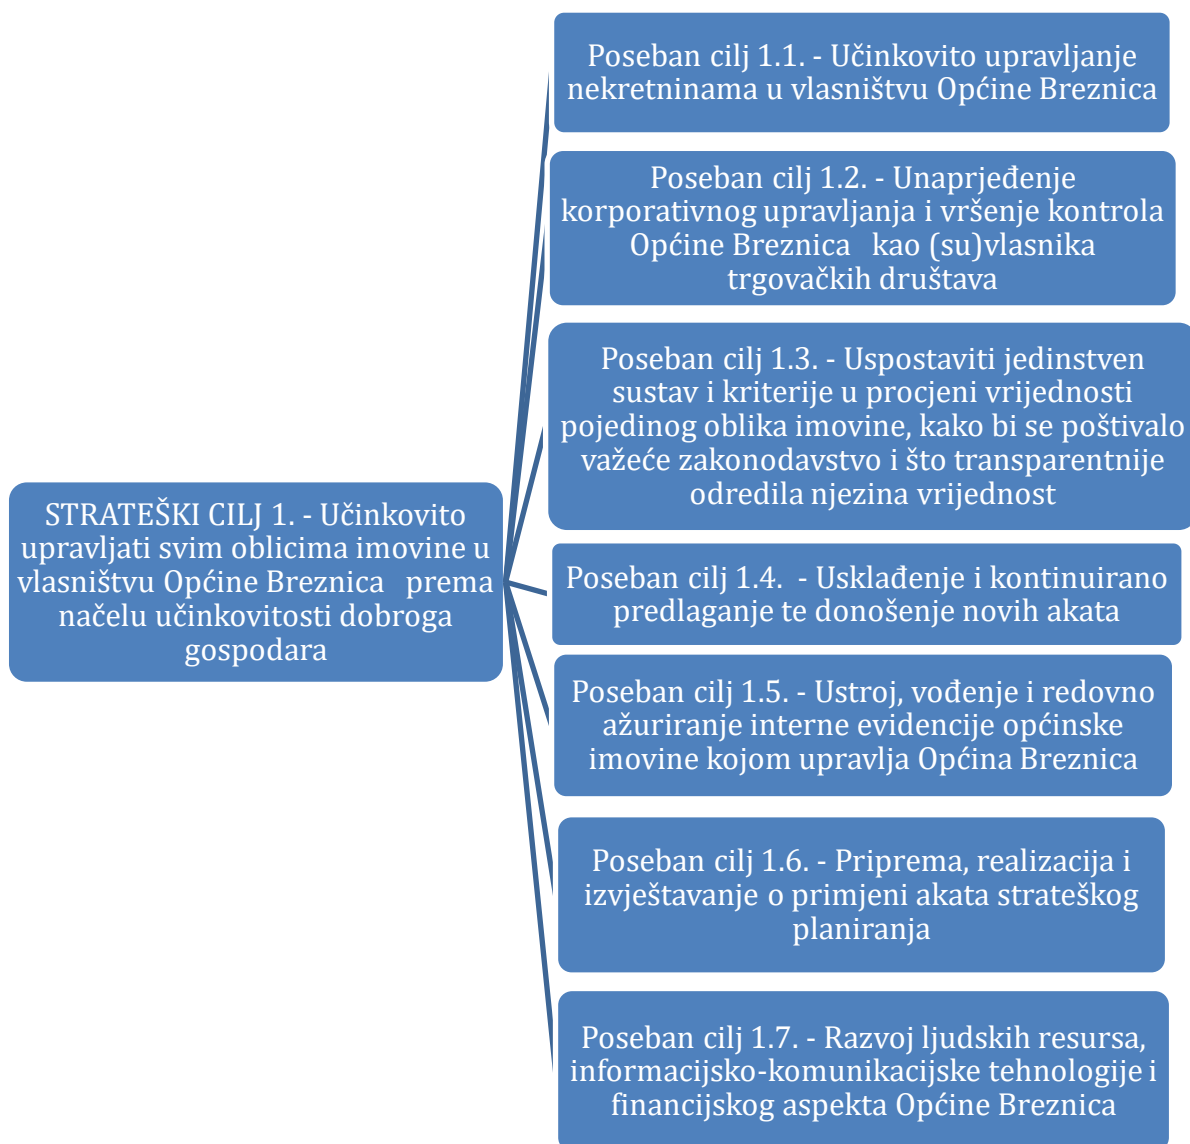 STRATEŠKI CILJ 1. - Učinkovito
upravljati svim oblicima imovine u
vlasništvu Općine Breznica   prema
načelu učinkovitosti dobroga
gospodara
Poseban cilj 1.1. - Učinkovito upravljanje
nekretninama u vlasništvu Općine Breznica
Poseban cilj 1.2. - Unaprjeđenje
korporativnog upravljanja i vršenje kontrola
Općine Breznica   kao (su)vlasnika
trgovačkih društava
Poseban cilj 1.3. - Uspostaviti jedinstven
sustav i kriterije u procjeni vrijednosti
pojedinog oblika imovine, kako bi se poštivalo
važeće zakonodavstvo i što transparentnije
odredila njezina vrijednost
Poseban cilj 1.4.  - Usklađenje i kontinuirano
predlaganje te donošenje novih akata
Poseban cilj 1.5. - Ustroj, vođenje i redovno
ažuriranje interne evidencije općinske
imovine kojom upravlja Općina Breznica
Poseban cilj 1.6. - Priprema, realizacija i
izvještavanje o primjeni akata strateškog
planiranja
Poseban cilj 1.7. - Razvoj ljudskih resursa,
informacijsko-komunikacijske tehnologije i
financijskog aspekta Općine Breznica